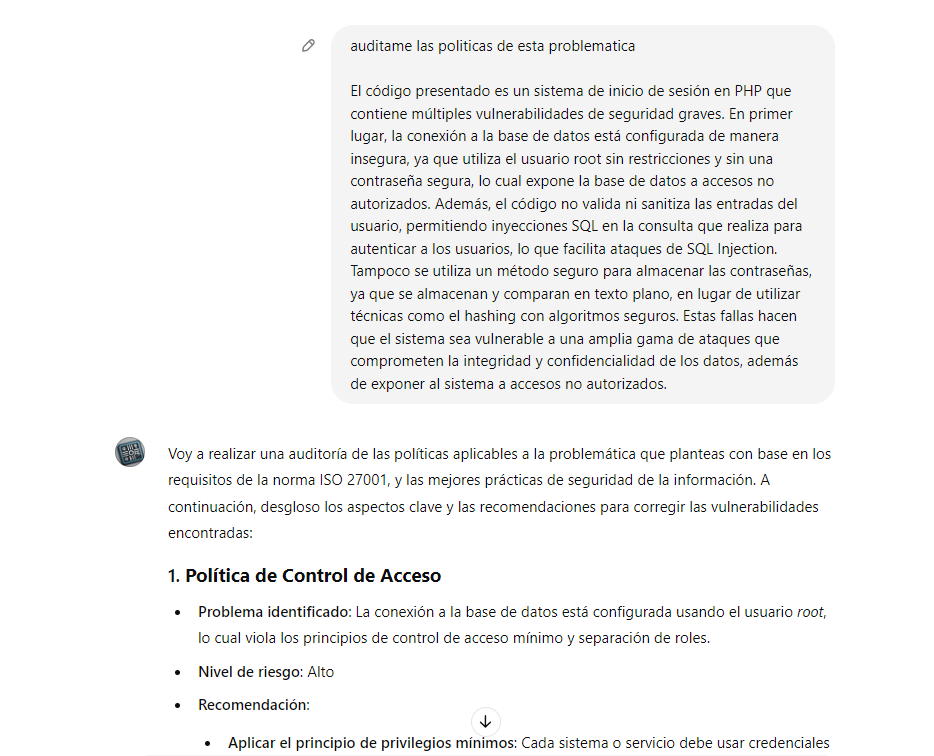 auditame las politicas de esta problematica
El código presentado es un sistema de inicio de sesión en PHP que
contiene múltiples vulnerabilidades de seguridad graves. En primer
lugar, la conexión a la base de datos está configurada de manera
insegura, ya que utiliza el usuario root sin restricciones y sin una
contraseña segura, lo cual expone la base de datos a accesos no
autorizados. Además, el código no valida ni sanitiza las entradas del
usuario, permitiendo inyecciones SQL en la consulta que realiza para
autenticar a los usuarios, lo que facilita ataques de SQL Injection.
Tampoco se utiliza un método seguro para almacenar las contraseñas,
ya que se almacenan y comparan en texto plano, en lugar de utilizar
técnicas como el hashing con algoritmos seguros. Estas fallas hacen
que el sistema sea vulnerable a una amplia gama de ataques que
comprometen la integridad y confidencialidad de los datos, además
de exponer al sistema a accesos no autorizados.
Voy a realizar una auditoría de las políticas aplicables a la problemática que planteas con base en los
requisitos de la norma ISO 27001, y las mejores prácticas de seguridad de la información. A
continuación, desgloso los aspectos clave y las recomendaciones para corregir las vulnerabilidades
encontradas:
1. Política de Control de Acceso
• Problema identificado: La conexión a la base de datos está configurada usando el usuario root,
lo cual viola los principios de control de acceso mínimo y separación de roles.
• Nivel de riesgo: Alto
• Recomendación:
• Aplicar el principio de privilegios mínimos: Cada sistema o servicio debe usar credenciales